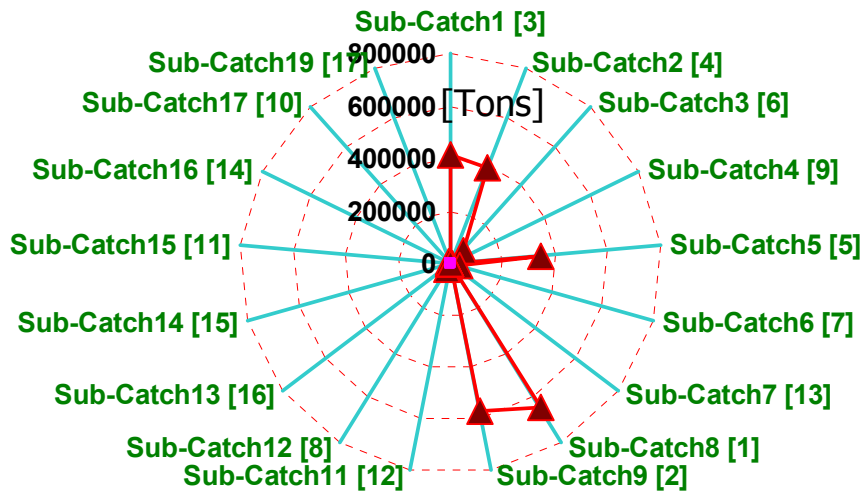 Sub-Catch1 [3]
800000
Sub-Catch2 [4]
Sub-Catch19 [17]
Sub-Catch17 [10]
600000
[Tons]
Sub-Catch3 [6]
400000
Sub-Catch16 [14]
Sub-Catch4 [9]
200000
Sub-Catch15 [11]
Sub-Catch5 [5]
0
Sub-Catch14 [15]
Sub-Catch6 [7]
Sub-Catch13 [16]
Sub-Catch7 [13]
Sub-Catch12 [8]
Sub-Catch8 [1]
Sub-Catch11 [12]
Sub-Catch9 [2]